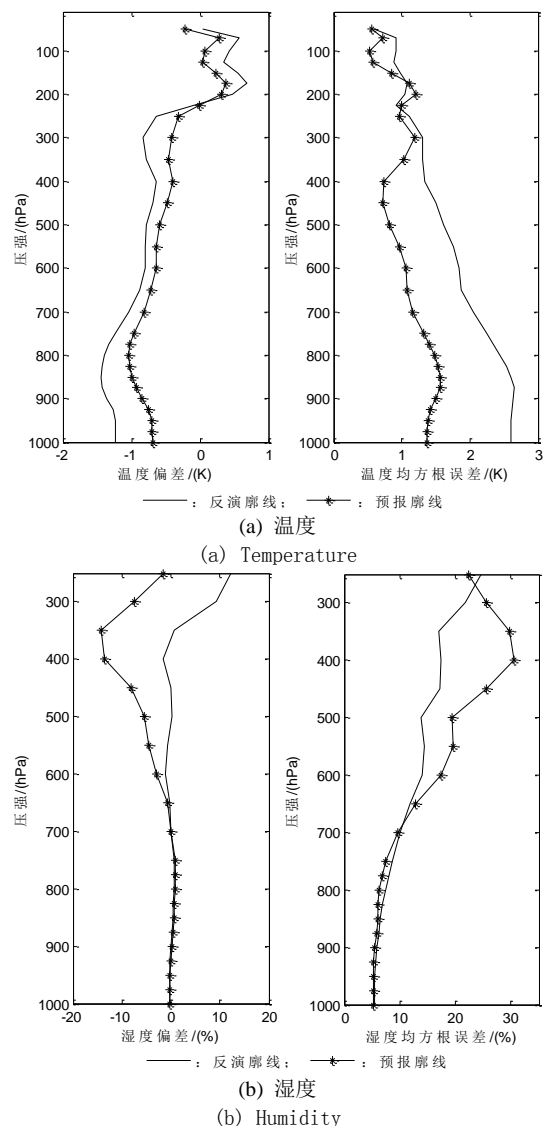 100
200
300
400
500
600
700
800
900
1000
压强/(hPa)
-2 -1 0 1
温度偏差/(K)
100
200
300
400
500
600
700
800
900
1000
压强/(hPa)
0 1 2 3
温度均方根误差/(K)
——：反演廓线； —*—：预报廓线
(a) 温度
(a) Temperature
300
400
500
600
700
800
900
1000
压强/(hPa)
-20 -10 0 10 20
湿度偏差/(%)
300
400
500
600
700
800
900
1000
压强/(hPa)
0 10 20 30
湿度均方根误差/(%)
——：反演廓线； —*—：预报廓线
(b) 湿度
(b) Humidity